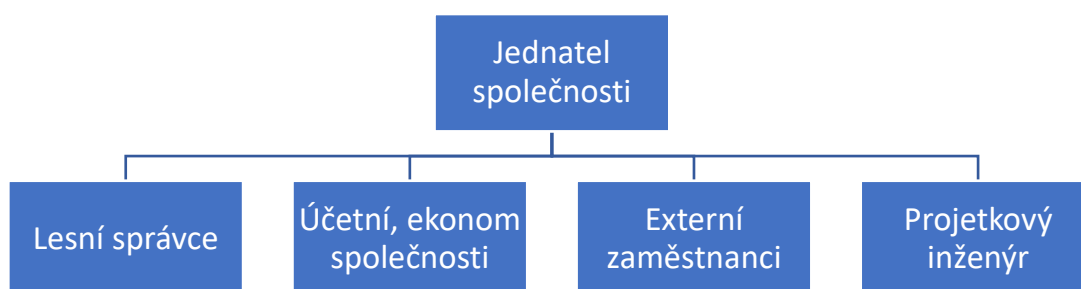 Jednatel
společnosti
Lesní správce
Účetní, ekonom
společnosti
Externí
zaměstnanci
Projetkový
inženýr